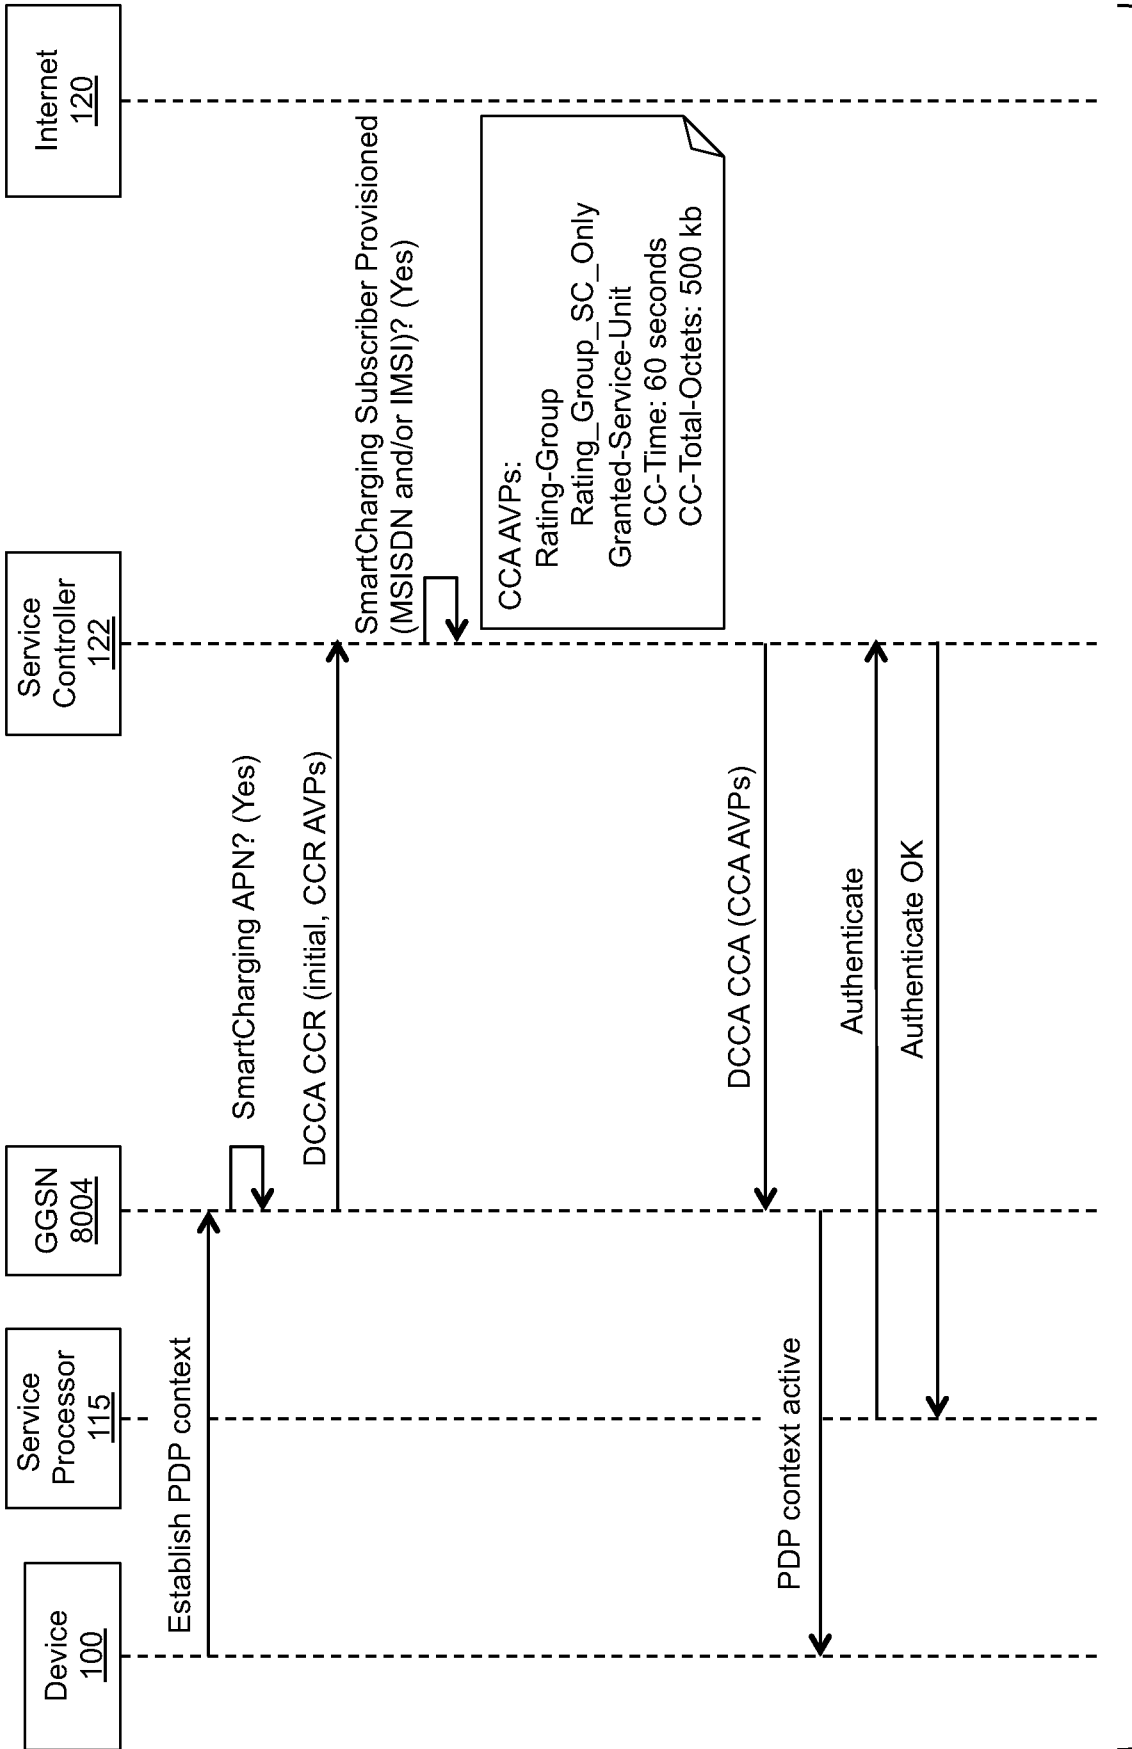 Device
100
Service
Processor
115
GGSN
8004
Service
Controller
122
Internet
120
Establish PDP context
SmartCharging APN? (Yes)
DCCA CCR (initial, CCR AVPs)
SmartCharging Subscriber Provisioned
(MSISDN and/or IMSI)? (Yes)
CCA AVPs:
Rating-Group
Rating_Group_SC_Only
Granted-Service-Unit
CC-Time: 60 seconds
CC-Total-Octets: 500 kb
DCCA CCA (CCA AVPs)
PDP context active
Authenticate
Authenticate OK